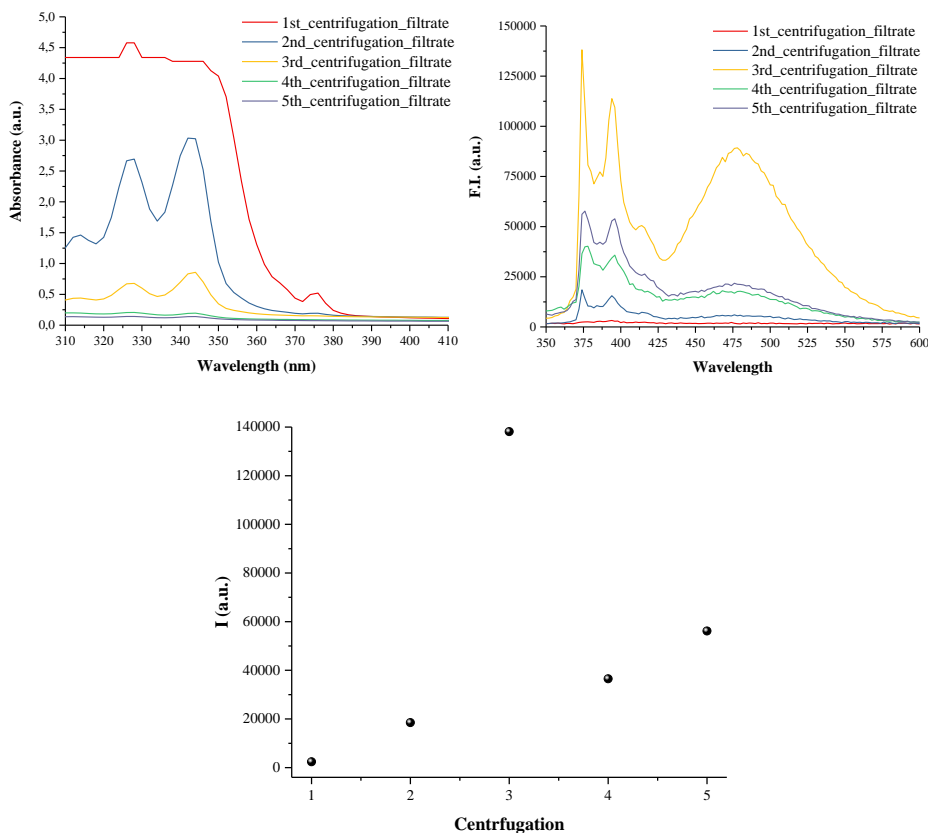 5,0
4,5
4,0
3,5
3,0
2,5
2,0
1,5
1,0
0,5
0,0
Absorbance (a.u.)
1st_centrifugation_filtrate
2nd_centrifugation_filtrate
3rd_centrifugation_filtrate
4th_centrifugation_filtrate
5th_centrifugation_filtrate
310 320 330 340 350 360 370 380 390 400 410
Wavelength (nm)
150000
125000
100000
75000
50000
25000
0
F.I. (a.u.)
1st_centrifugation_filtrate
2nd_centrifugation_filtrate
3rd_centrifugation_filtrate
4th_centrifugation_filtrate
5th_centrifugation_filtrate
350 375 400 425 450 475 500 525 550 575 600
Wavelength
140000
120000
100000
80000
60000
40000
20000
0
I (a.u.)
1 2 3 4 5
Centrfugation